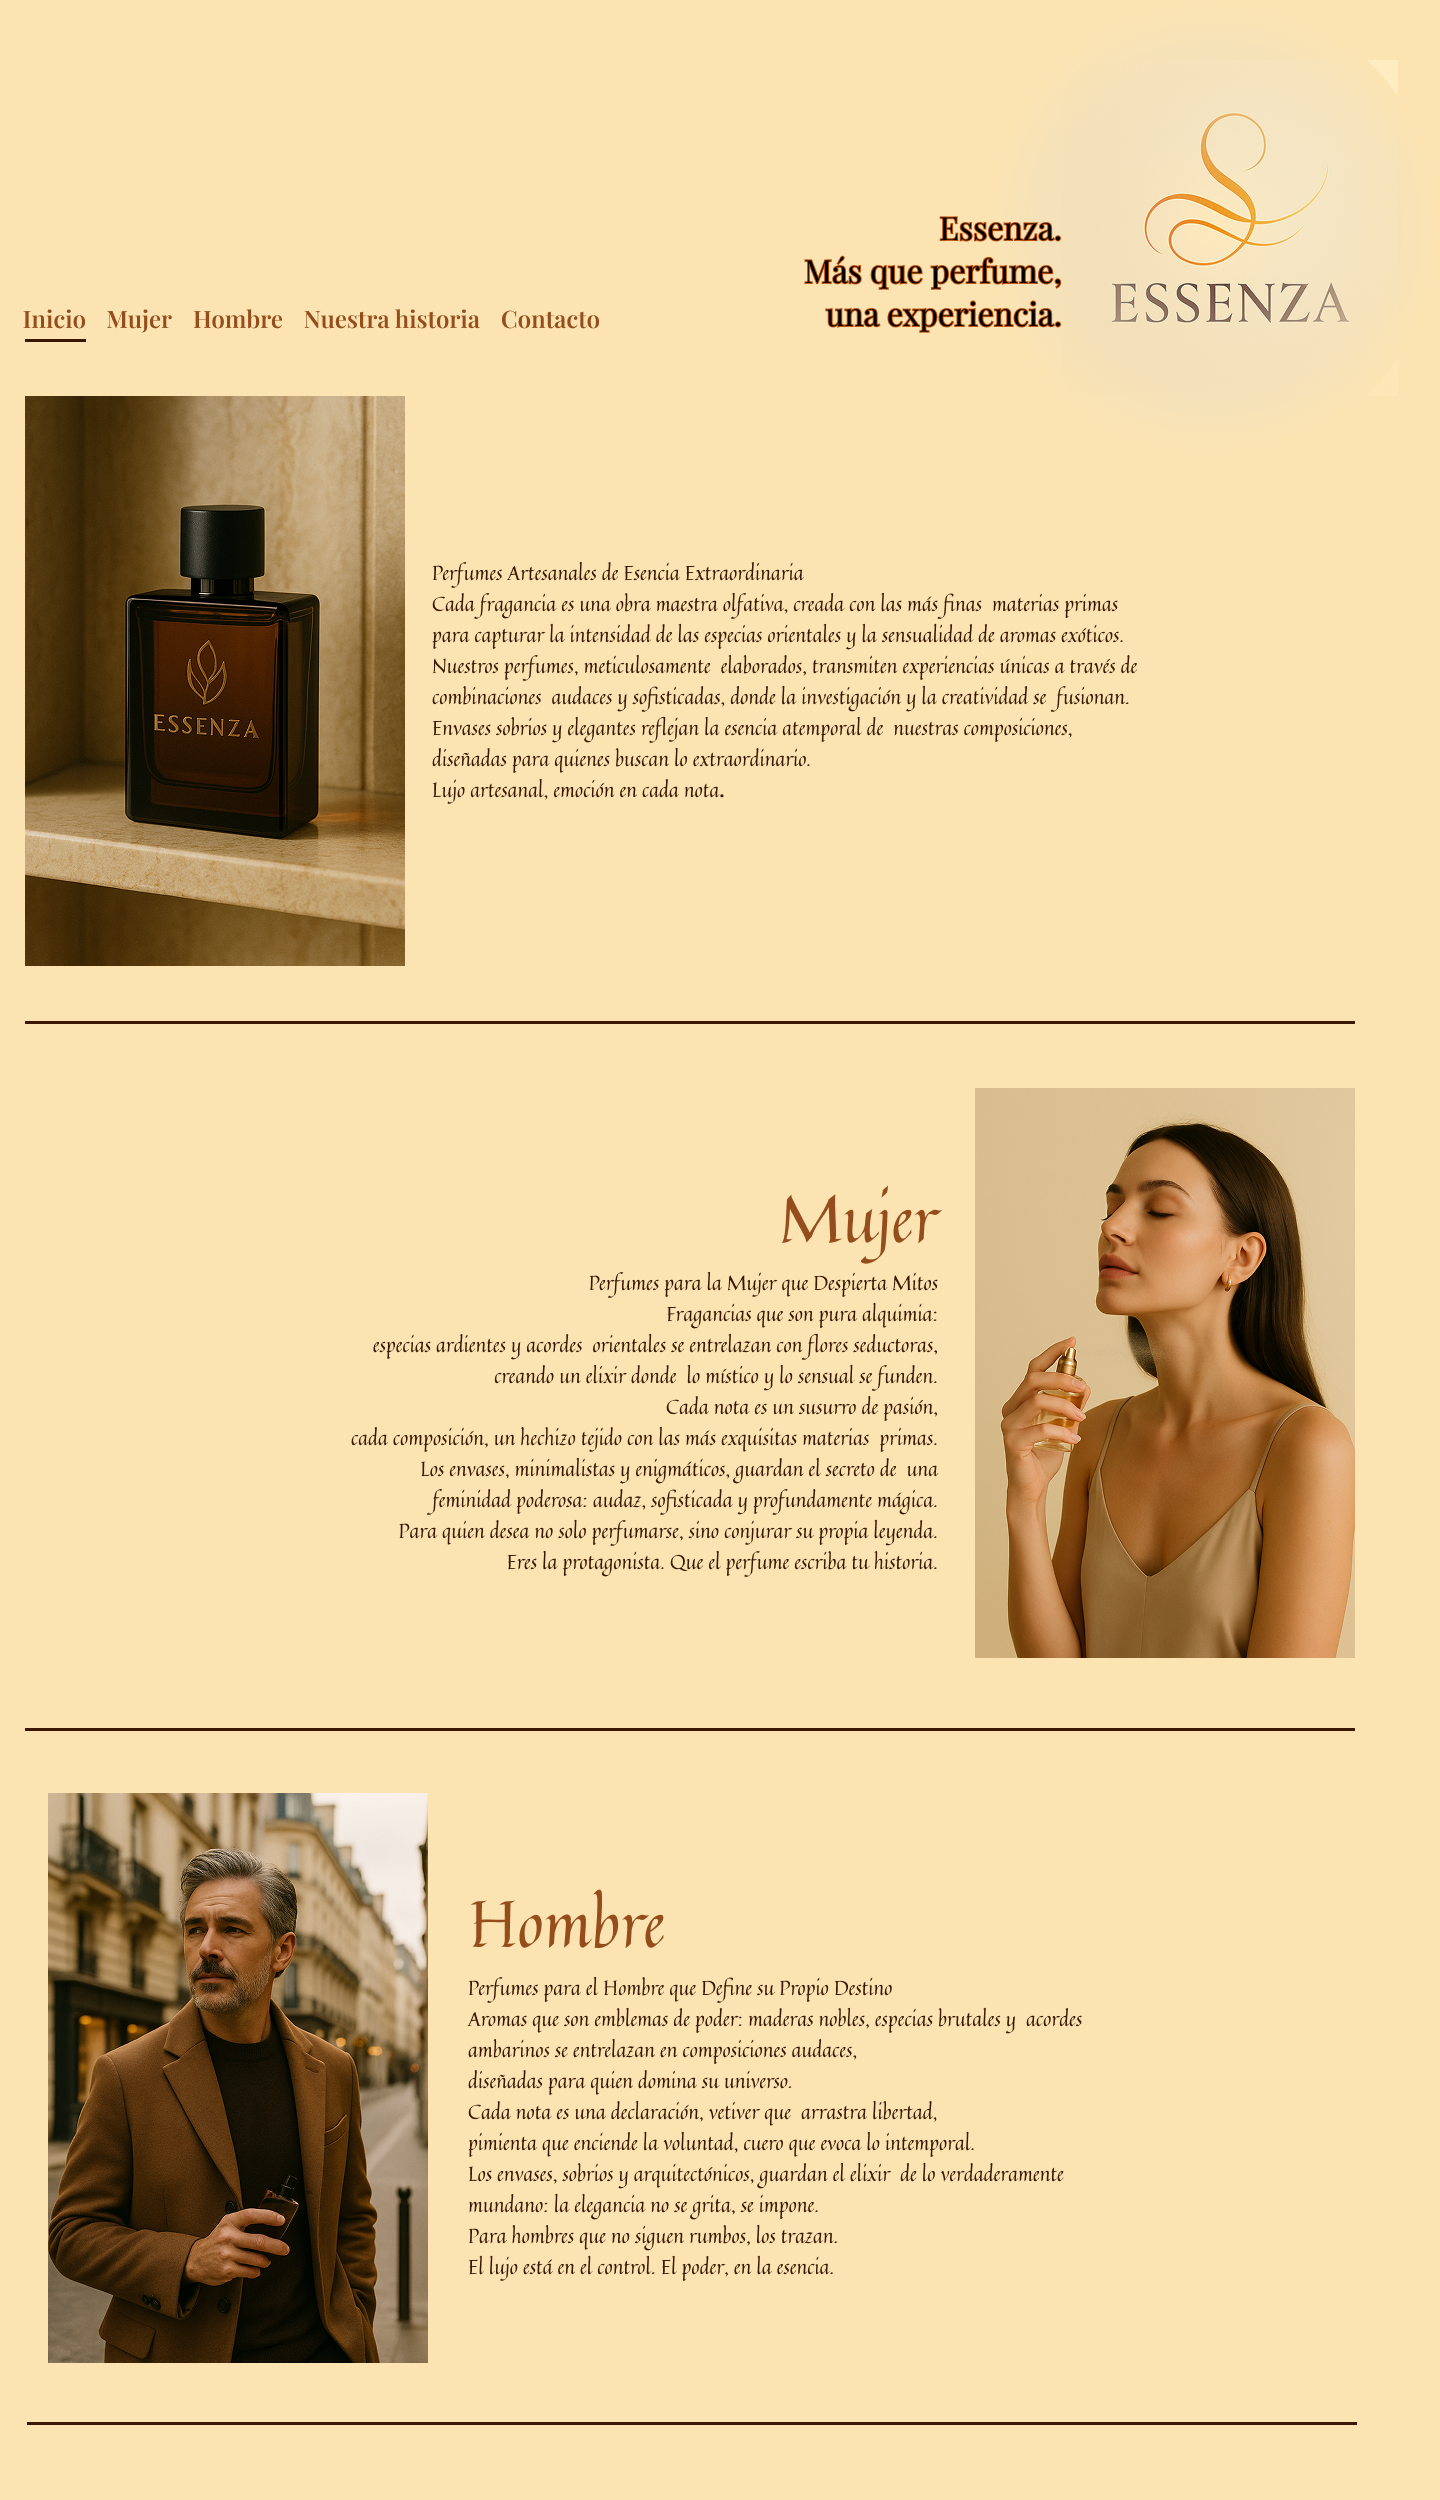 Essenza.
Más que perfume,
una experiencia.
ESSENZA
Inicio Mujer Hombre Nuestra historia Contacto
ESSENZA
Perfumes Artesanales de Esencia Extraordinaria
Cada fragancia es una obra maestra olfativa, creada con las más finas  materias primas
para capturar la intensidad de las especias orientales y la sensualidad de aromas exóticos.
Nuestros perfumes, meticulosamente  elaborados, transmiten experiencias únicas a través de
combinaciones  audaces y sofisticadas, donde la investigación y la creatividad se  fusionan.
Envases sobrios y elegantes reflejan la esencia atemporal de  nuestras composiciones,
diseñadas para quienes buscan lo extraordinario.
Lujo artesanal, emoción en cada nota.
Mujer
Perfumes para la Mujer que Despierta Mitos
Fragancias que son pura alquimia:
especias ardientes y acordes  orientales se entrelazan con flores seductoras,
creando un elixir donde  lo místico y lo sensual se funden.
Cada nota es un susurro de pasión,
cada composición, un hechizo tejido con las más exquisitas materias  primas.
Los envases, minimalistas y enigmáticos, guardan el secreto de  una
feminidad poderosa: audaz, sofisticada y profundamente mágica.
Para quien desea no solo perfumarse, sino conjurar su propia leyenda.
Eres la protagonista. Que el perfume escriba tu historia.
Hombre
Perfumes para el Hombre que Define su Propio Destino
Aromas que son emblemas de poder: maderas nobles, especias brutales y  acordes
ambarinos se entrelazan en composiciones audaces,
diseñadas para quien domina su universo.
Cada nota es una declaración, vetiver que  arrastra libertad,
pimienta que enciende la voluntad, cuero que evoca lo intemporal.
Los envases, sobrios y arquitectónicos, guardan el elixir  de lo verdaderamente
mundano: la elegancia no se grita, se impone.
Para hombres que no siguen rumbos, los trazan.
El lujo está en el control. El poder, en la esencia.